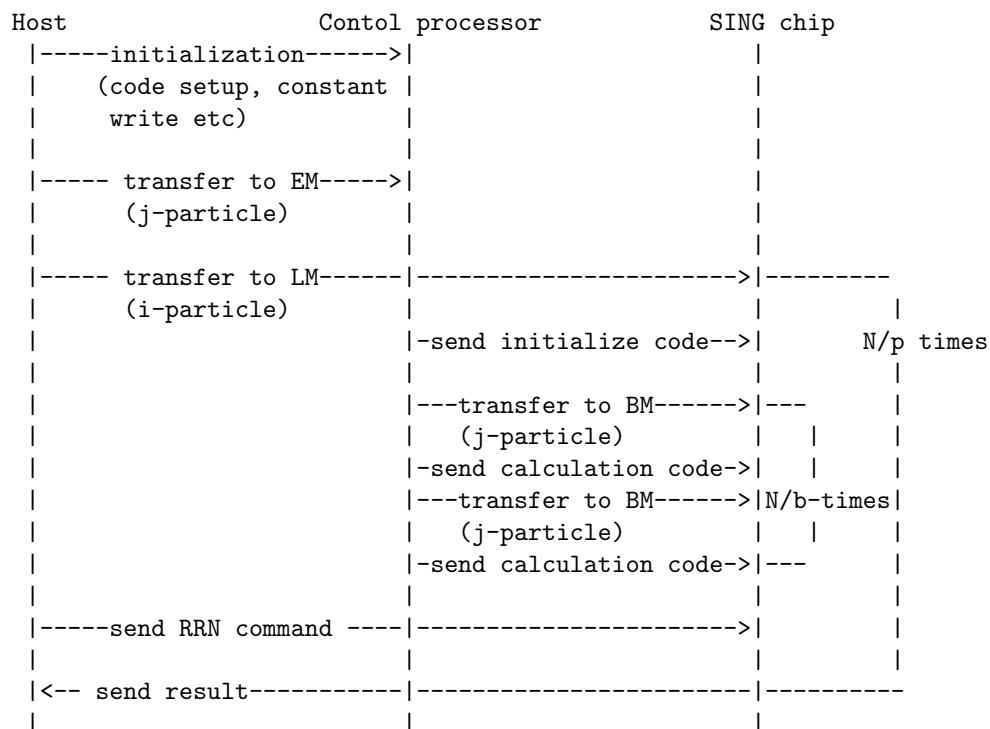 Host Contol processor SING chip
|-----initialization------>| |
| (code setup, constant | |
| write etc) | |
| | |
|----- transfer to EM----->| |
| (j-particle) | |
| | |
|----- transfer to LM------|----------------------->|---------
| (i-particle) | | |
| |-send initialize code-->| N/p times
| | | |
| |---transfer to BM------>|--- |
| | (j-particle) | | |
| |-send calculation code->| | |
| |---transfer to BM------>|N/b-times|
| | (j-particle) | | |
| |-send calculation code->|--- |
| | | |
|-----send RRN command ----|----------------------->| |
| | | |
|<-- send result-----------|------------------------|----------
| | |